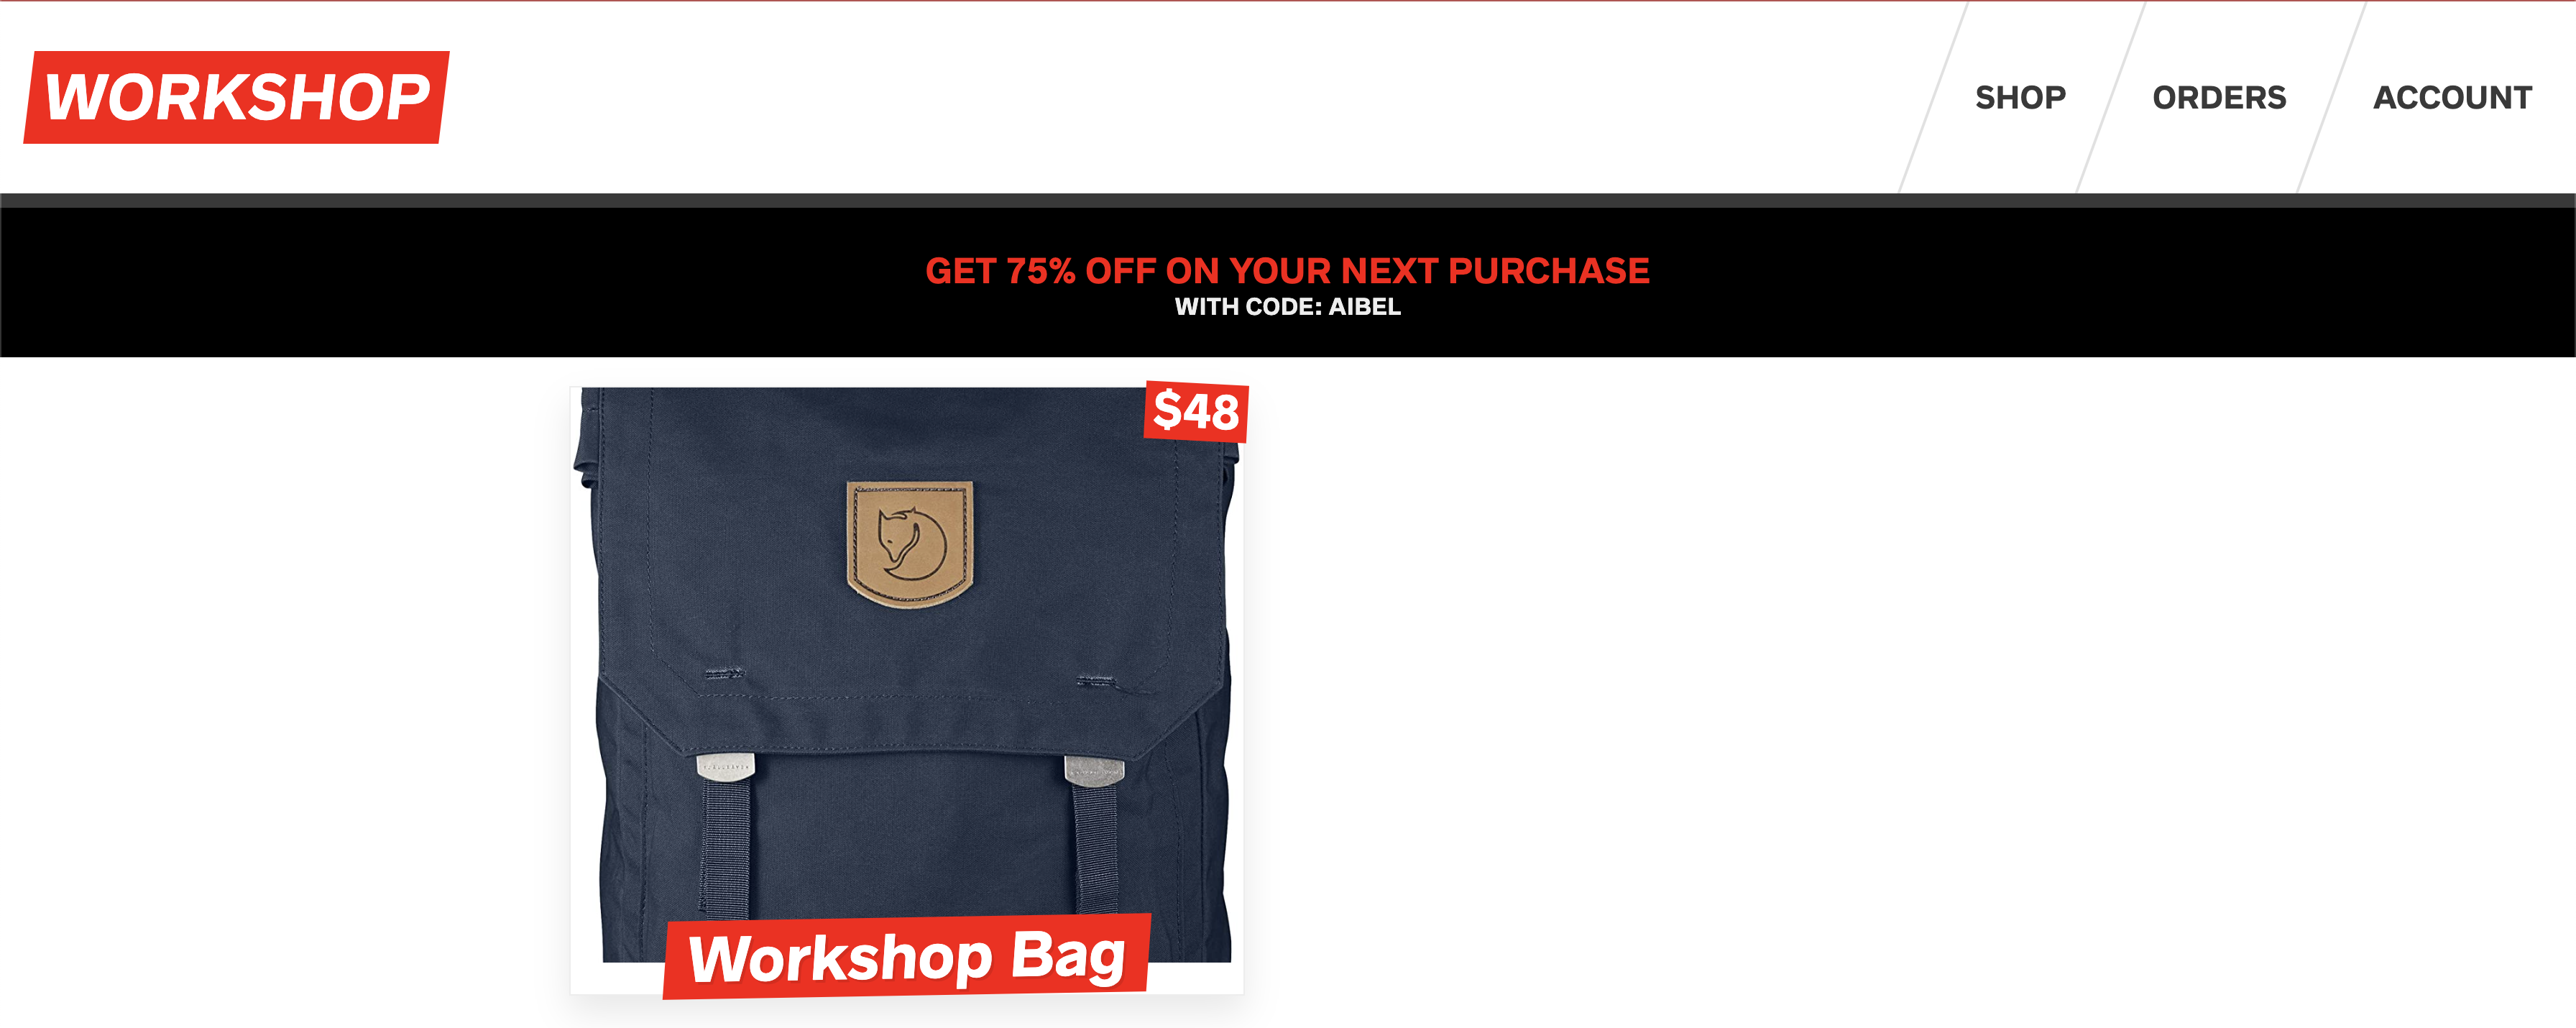 WORKSHOP
SHOP
ORDERS
ACCOUNT
GET 75% OFF ON YOUR NEXT PURCHASE
WITH CODE: AIBEL
$48
Workshop Bag